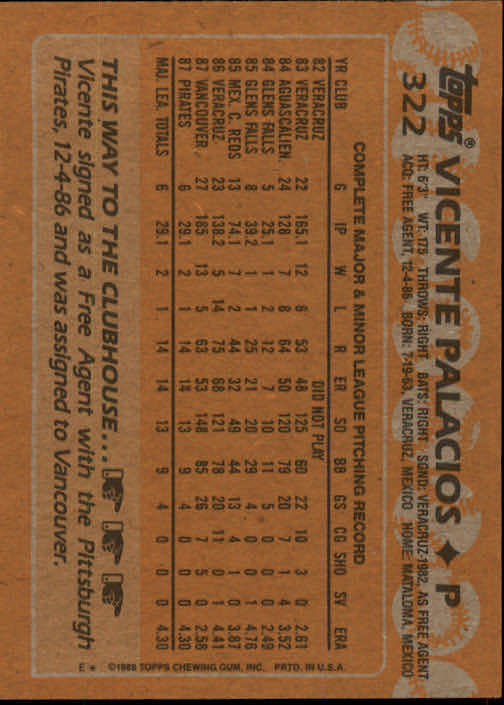 topps® VICENTE PALACIOS ✦ P
322 HT: 6'3" WT: 175 THROWS: RIGHT BATS: RIGHT SGND: VERACRUZ-1982, AS FREE AGENT
ACQ: FREE AGENT, 12-4-86 BORN: 7-19-63, VERACRUZ, MEXICO HOME: MATALOMA, MEXICO
COMPLETE MAJOR & MINOR LEAGUE PITCHING RECORD
YR CLUB G IP W L R ER SO BB GS CG SHO SV ERA
82 VERACRUZ DID NOT PLAY
83 VERACRUZ 22 165.1 12 6 53 48 125 60 22 10 3 0 2.61
84 AGUASCALIEN 24 128 7 8 64 50 120 79 20 7 1 4 3.52
84 GLENS FALLS 5 25.1 1 2 12 7 10 11 5 0 0 0 2.49
85 GLENS FALLS 8 39.2 1 1 25 21 20 29 4 0 0 1 4.76
85 MEX. C. REDS 13 74.1 7 2 44 32 49 44 13 4 1 0 3.87
86 VERACRUZ 23 138.2 5 14 75 68 121 78 20 11 0 1 4.41
87 VANCOUVER 27 185 13 5 63 53 148 85 26 7 5 0 2.58
87 PIRATES 6 29.1 2 1 14 14 13 9 4 0 0 0 4.30
MAJ. LEA. TOTALS 6 29.1 2 1 14 14 13 9 4 0 0 0 4.30
THIS WAY TO THE CLUBHOUSE...
Vicente signed as a Free Agent with the Pittsburgh
Pirates, 12-4-86 and was assigned to Vancouver.
E * ©1988 TOPPS CHEWING GUM, INC. PRTD. IN U.S.A.